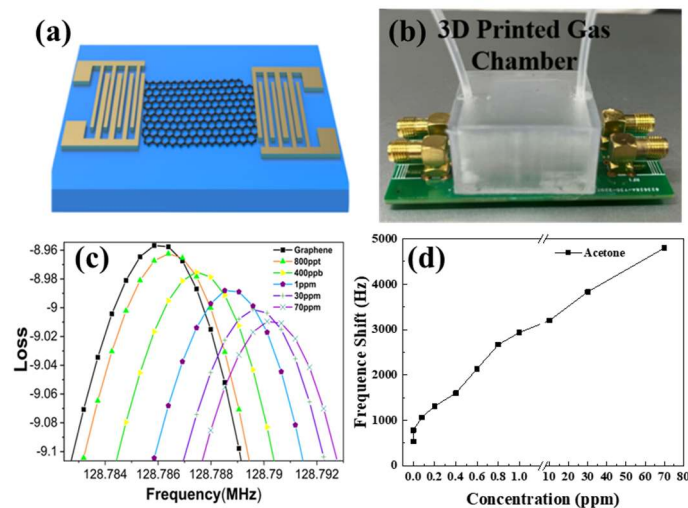 (a)
(b) 3D Printed Gas
Chamber
(c)
Loss
-8.96
-8.98
-9
-9.02
-9.04
-9.06
-9.08
-9.1
Graphene
800ppt
400ppb
1ppm
30ppm
70ppm
128.784 128.786 128.788 128.79 128.792
Frequency(MHz)
(d)
Frequence Shift (Hz)
5000
4000
3000
2000
1000
0
Acetone
0.0 0.2 0.4 0.6 0.8 1.0 10 20 30 40 50 60 70 80
Concentration (ppm)